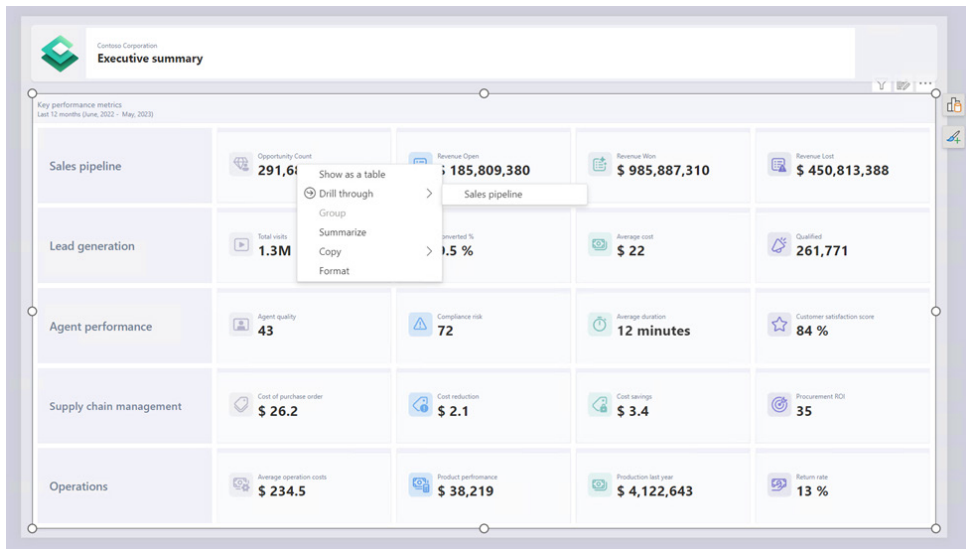 Contoso Corporation
Executive summary
Key performance metrics
Last 12 months (June, 2022 - May, 2023)
Sales pipeline
Opportunity Count
291,68
Revenue Open
$ 185,809,380
Revenue Won
$ 985,887,310
Revenue Lost
$ 450,813,388
Show as a table
Drill through
Sales pipeline
Group
Summarize
Copy
Format
Lead generation
Total visits
1.3M
onverted %
.5 %
Average cost
$ 22
Qualified
261,771
Agent performance
Agent quality
43
Compliance risk
72
Average duration
12 minutes
Customer satisfaction score
84 %
Supply chain management
Cost of purchase order
$ 26.2
Cost reduction
$ 2.1
Cost savings
$ 3.4
Procurement ROI
35
Operations
Average operation costs
$ 234.5
Product perfromance
$ 38,219
Production last year
$ 4,122,643
Return rate
13 %